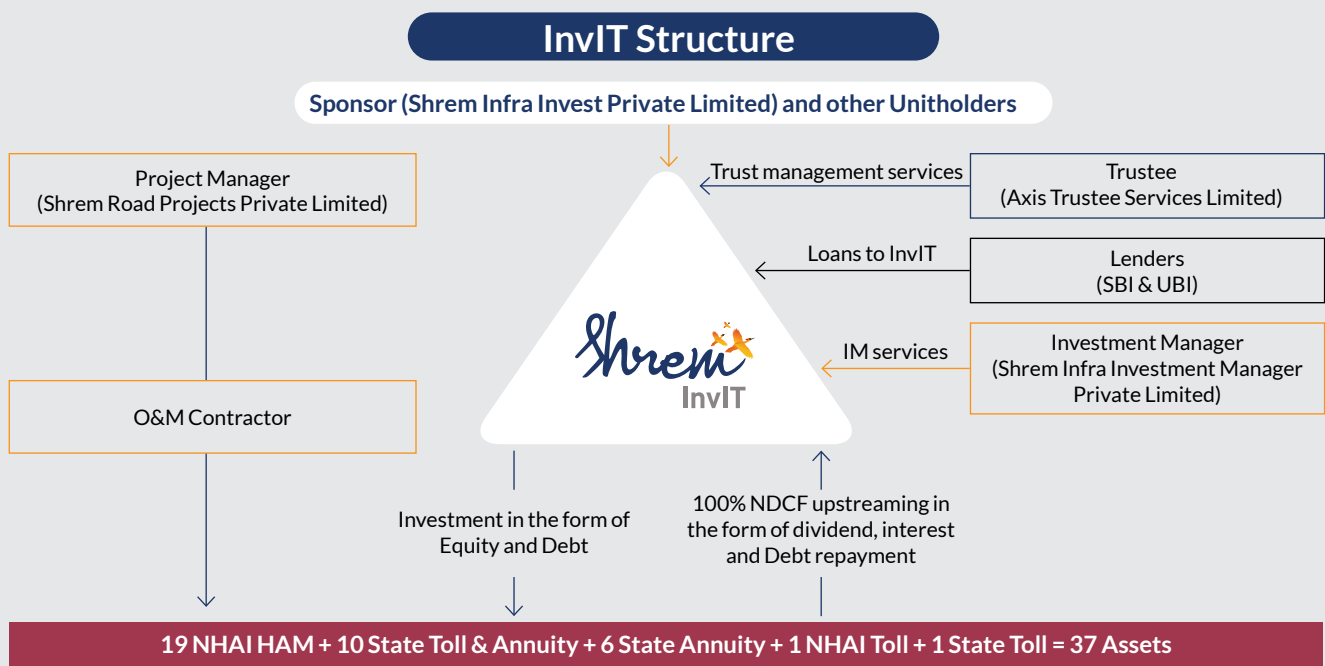 InvIT Structure
Sponsor (Shrem Infra Invest Private Limited) and other Unitholders
Project Manager
(Shrem Road Projects Private Limited)
O&M Contractor
Trust management services
Trustee
(Axis Trustee Services Limited)
Loans to InvIT
Lenders
(SBI & UBI)
IM services
Investment Manager
(Shrem Infra Investment Manager
Private Limited)
Shrem
InvIT
Investment in the form of
Equity and Debt
100% NDCF upstreaming in
the form of dividend, interest
and Debt repayment
19 NHAI HAM + 10 State Toll & Annuity + 6 State Annuity + 1 NHAI Toll + 1 State Toll = 37 Assets